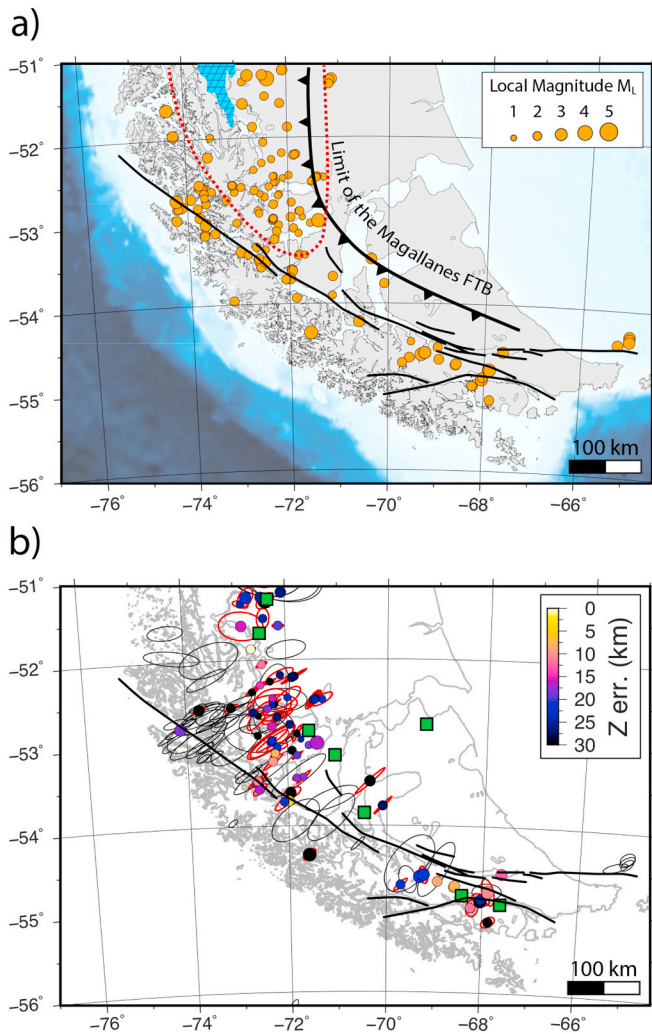 a)
−51°
−52°
−53°
−54°
−55°
−56°
Local Magnitude ML
1 2 3 4 5
Limit of the Magallanes FTB
100 km
−76° −74° −72° −70° −68° −66°
b)
−51°
−52°
−53°
−54°
−55°
−56°
0
5
10
15
20
25
30
Z err. (km)
100 km
−76° −74° −72° −70° −68° −66°